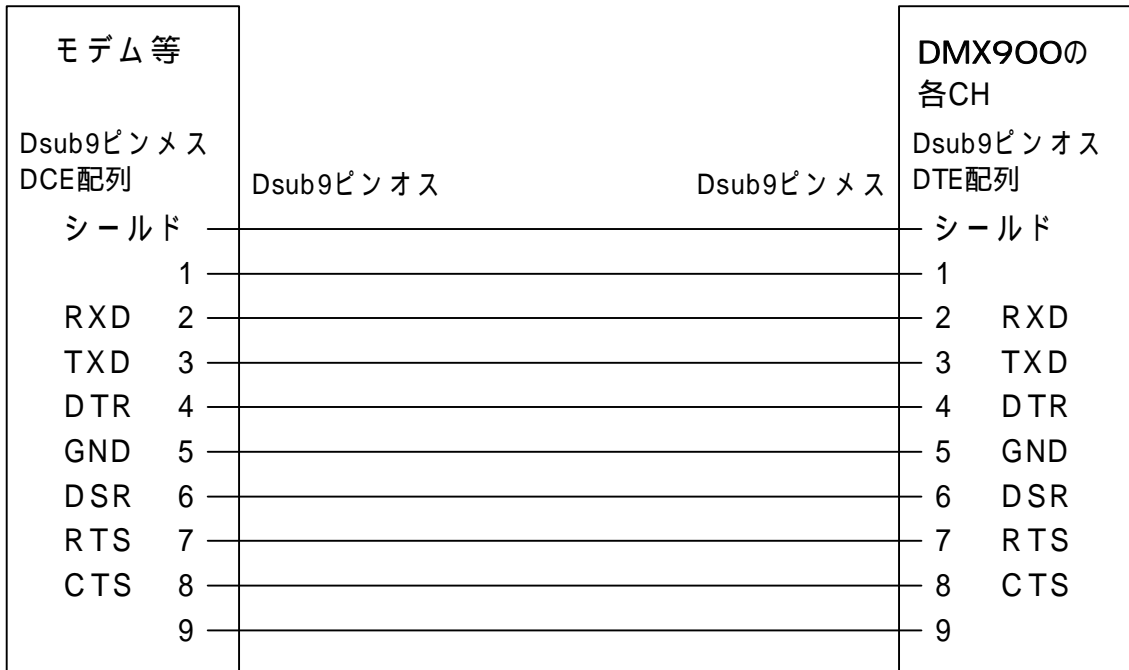 モデム等
DMX900の
各CH
Dsub9ピンメス
DCE配列
Dsub9ピンオス
Dsub9ピンメス
Dsub9ピンオス
DTE配列
シールド シールド
1 1
RXD 2 2 RXD
TXD 3 3 TXD
DTR 4 4 DTR
GND 5 5 GND
DSR 6 6 DSR
RTS 7 7 RTS
CTS 8 8 CTS
9 9